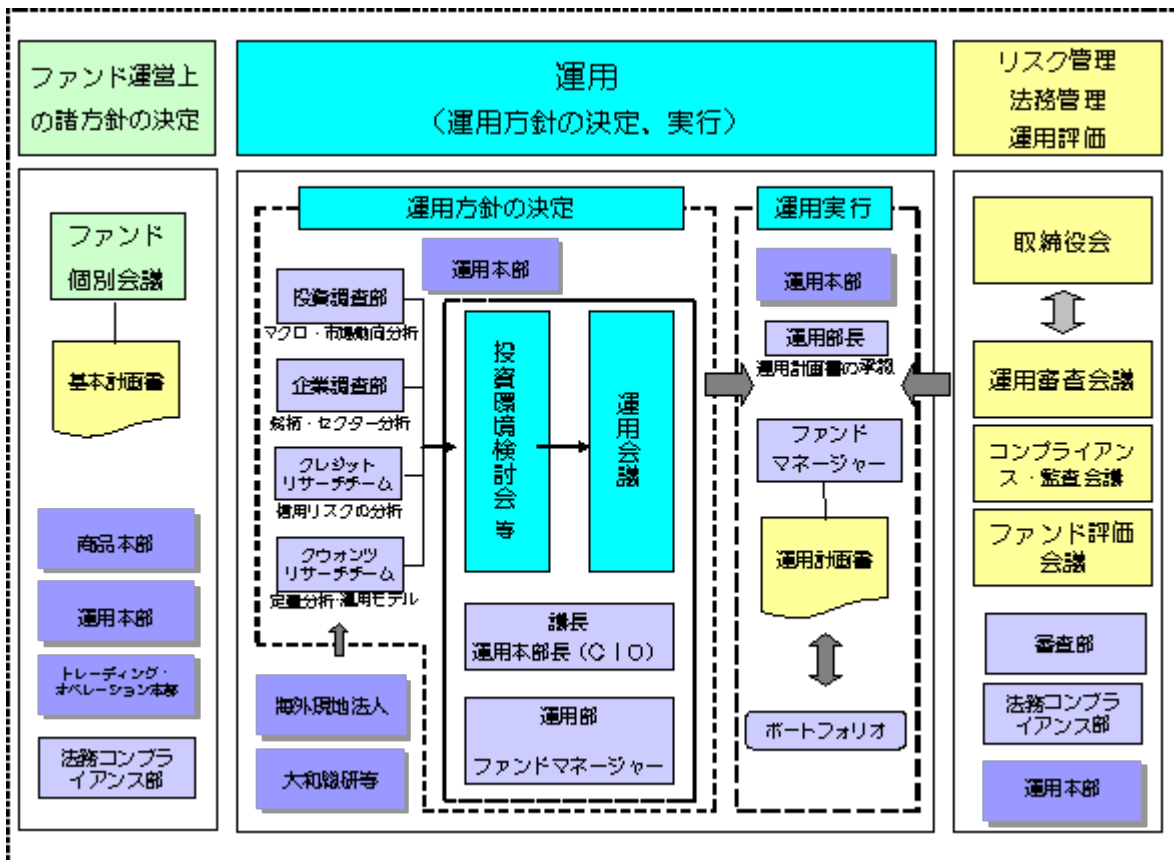 ファンド運営上
の諸方針の決定
運用
（運用方針の決定、実行）
リスク管理
法務管理
運用評価
ファンド
個別会議
基本計画書
商品本部
運用本部
トレーディング・
オペレーション本部
法務コンプラ
イアンス部
運用方針の決定
運用本部
投資調査部
マクロ・市場動向分析
企業調査部
銘柄・セクター分析
クレジット
リサーチチーム
信用リスクの分析
クウォンツ
リサーチチーム
定量分析・運用モデル
海外現地法人
大和総研等
投資環境検討会 等
運用会議
議長
運用本部長（ＣＩＯ）
運用部
ファンドマネージャー
運用実行
運用本部
運用部長
運用計画書の承認
ファンド
マネージャー
運用計画書
ポートフォリオ
取締役会
運用審査会議
コンプライアン
ス・監査会議
ファンド評価
会議
審査部
法務コンプラ
イアンス部
運用本部